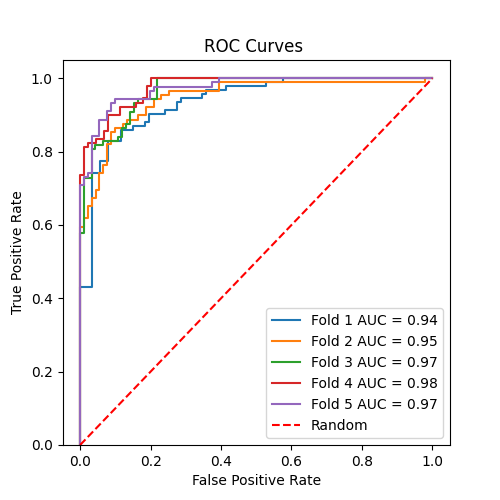 ROC Curves
True Positive Rate
1.0
0.8
0.6
0.4
0.2
0.0
0.0 0.2 0.4 0.6 0.8 1.0
False Positive Rate
Fold 1 AUC = 0.94
Fold 2 AUC = 0.95
Fold 3 AUC = 0.97
Fold 4 AUC = 0.98
Fold 5 AUC = 0.97
Random